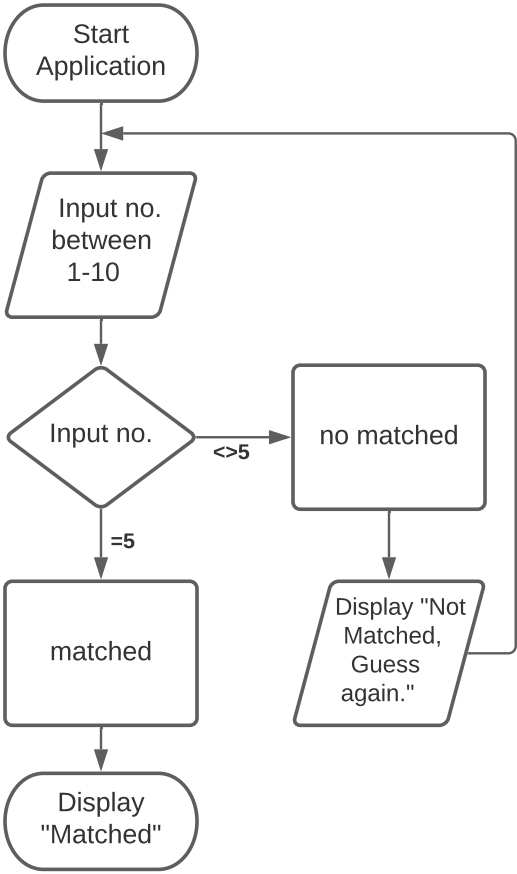 Start
Application
Input no.
between
1-10
Input no.
<>5
no matched
=5
matched
Display "Not
Matched,
Guess
again."
Display
"Matched"